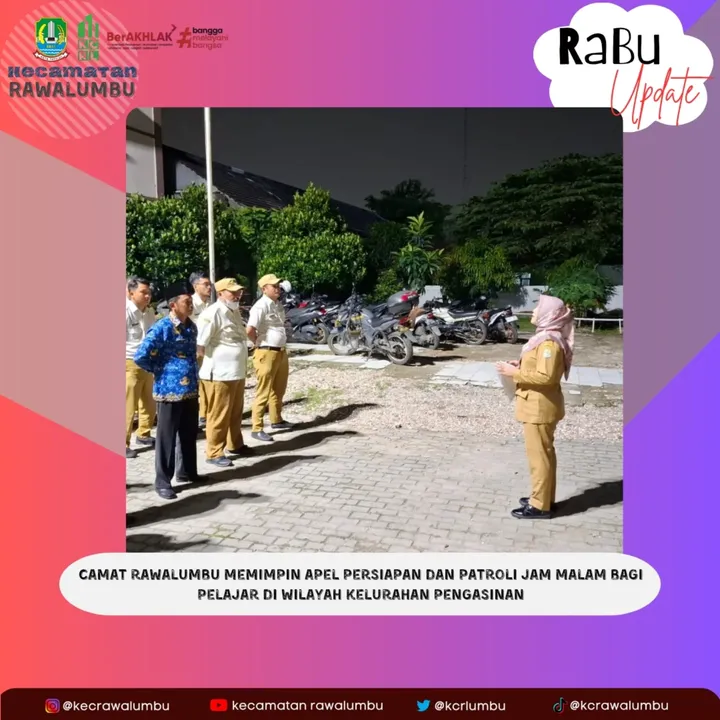 BerAKHLAK
#bangga
melayani
bangsa
Kecamatan
RAWALUMBU
RaBu
Update
CAMAT RAWALUMBU MEMIMPIN APEL PERSIAPAN DAN PATROLI JAM MALAM BAGI
PELAJAR DI WILAYAH KELURAHAN PENGASINAN
@kecrawalumbu
kecamatan rawalumbu
@kcrlumbu
@kcrawalumbu